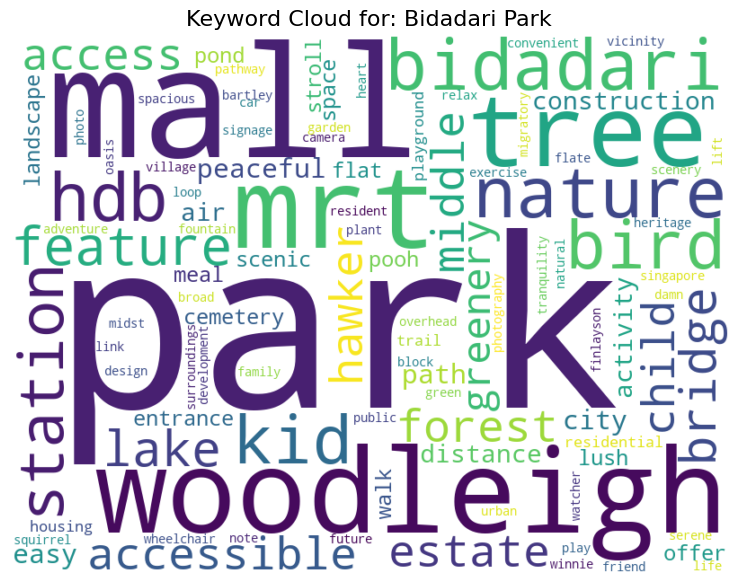 Keyword Cloud for: Bidadari Park
access
pond
pathway
mall
stroll
space
heart
bidadari
convenient
vicinity
landscape
photo
oasis
spacious
bartley
car
signage
camera
garden
playground
relax
middle
tree
migratory
construction
village
peaceful
flat
exercise
flate
scenery
lift
hdb
loop
air
mrt
resident
plant
nature
heritage
adventure
fountain
feature
scenic
pooh
hawker
greenery
bird
tranquility
natural
singapore
damn
station
meal
broad
cemetery
midst
link
design
surroundings
development
family
park
overhead
trail
block
path
green
photography
finlayson
activity
child
bridge
entrance
lake
kid
public
forest
distance
city
residential
lush
woodleigh
walk
urban
watcher
housing
squirrel
easy
wheelchair
accessible
note
future
estate
play
winnie
friend
serene
offer
life